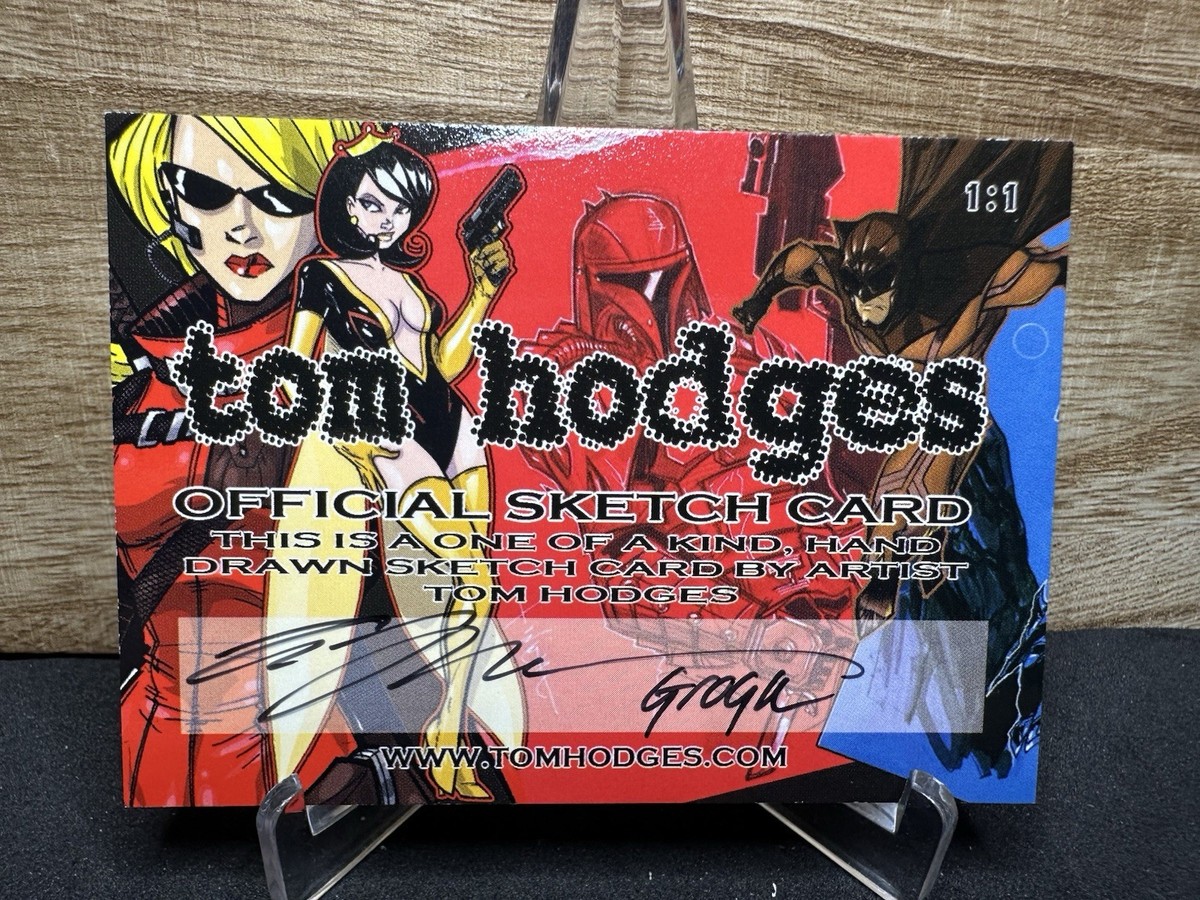 1:1
tom hodges
OFFICIAL SKETCH CARD
THIS IS A ONE OF A KIND, HAND
DRAWN SKETCH CARD BY ARTIST
TOM HODGES
Grogu
WWW.TOMHODGES.COM